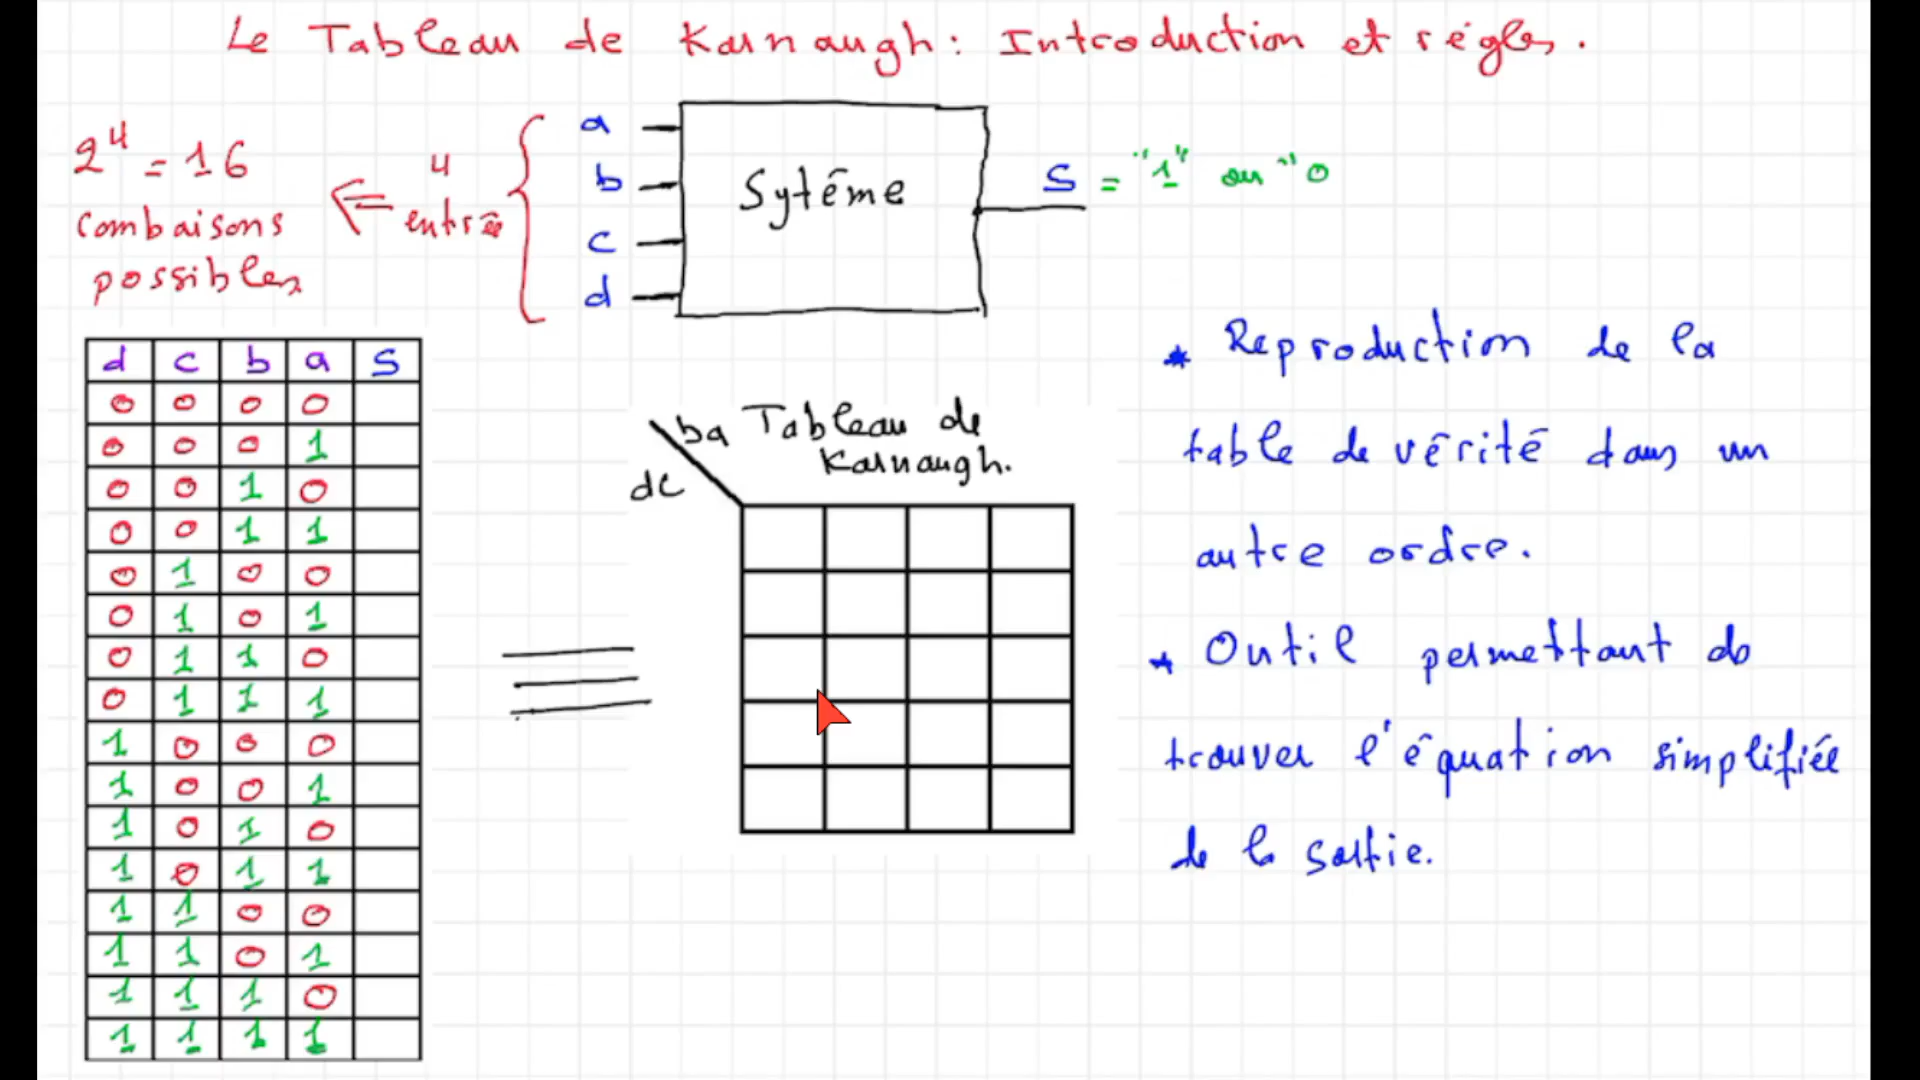 Le Tableau de Karnaugh: Introduction et régles.
2^4 = 16
combaisons
possibles
4
entrée
a
b
c
d
Sytéme
S = "1" ou "0
d c b a S
0 0 0 0
0 0 0 1
0 0 1 0
0 0 1 1
0 1 0 0
0 1 0 1
0 1 1 0
0 1 1 1
1 0 0 0
1 0 0 1
1 0 1 0
1 0 1 1
1 1 0 0
1 1 0 1
1 1 1 0
1 1 1 1
ba
dc
Tableau de
Karnaugh.
* Reproduction de la
table de vérité dans un
autre ordre.
* Outil permettant de
trouver l'équation simplifiée
de la sortie.